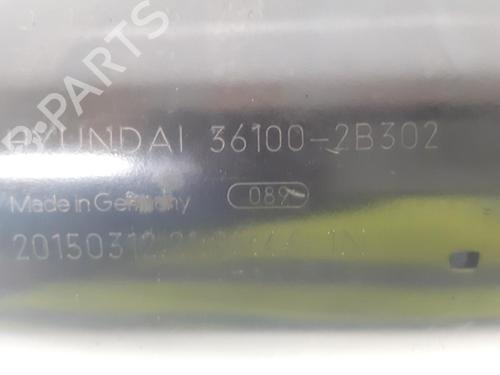 HYUNDAI 36100-2B302
Made in Germany 089
20150312
B-PARTS